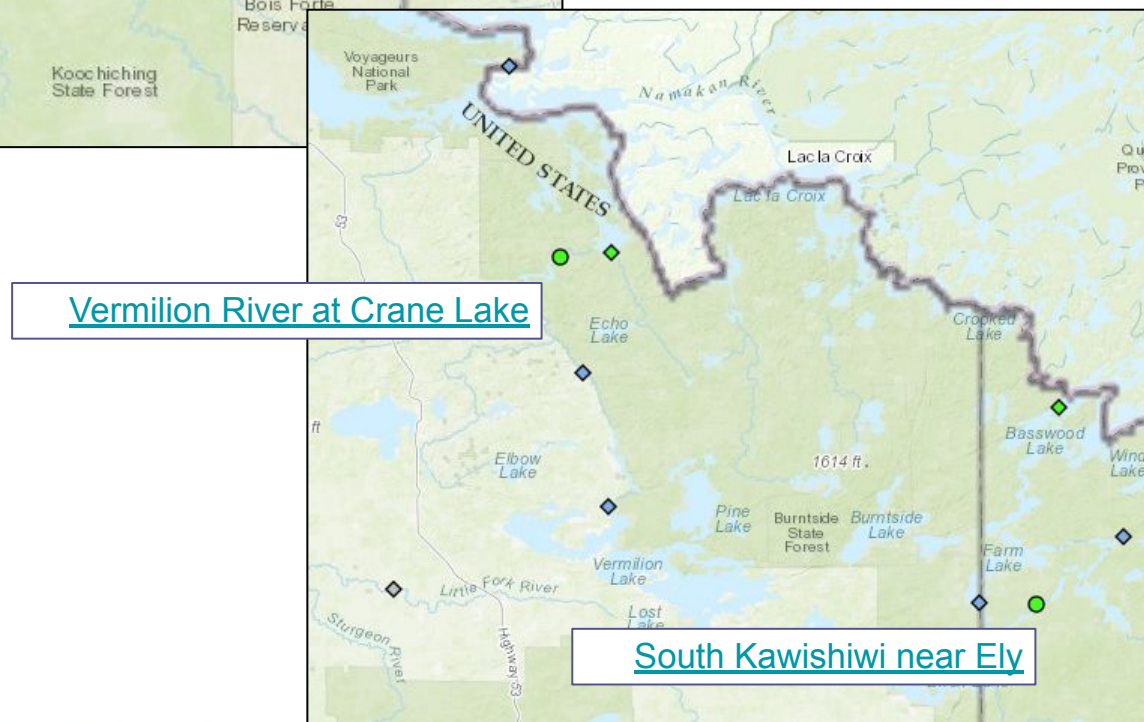 Bois Forte
Koochiching
State Forest
Voyageurs
National
Park
Namakan River
UNITED STATES
Lac la Croix
Lac la Croix
53
Vermilion River at Crane Lake
Echo
Lake
Crooked
Lake
ft
Elbow
Lake
1614 ft.
Basswood
Lake
Lake
Pine
Lake
Burntside
State
Forest
Burntside
Lake
Vermilion
Lake
Farm
Lake
Little Fork River
Sturgeon
River
Highway 53
Lost
Lake
South Kawishiwi near Ely